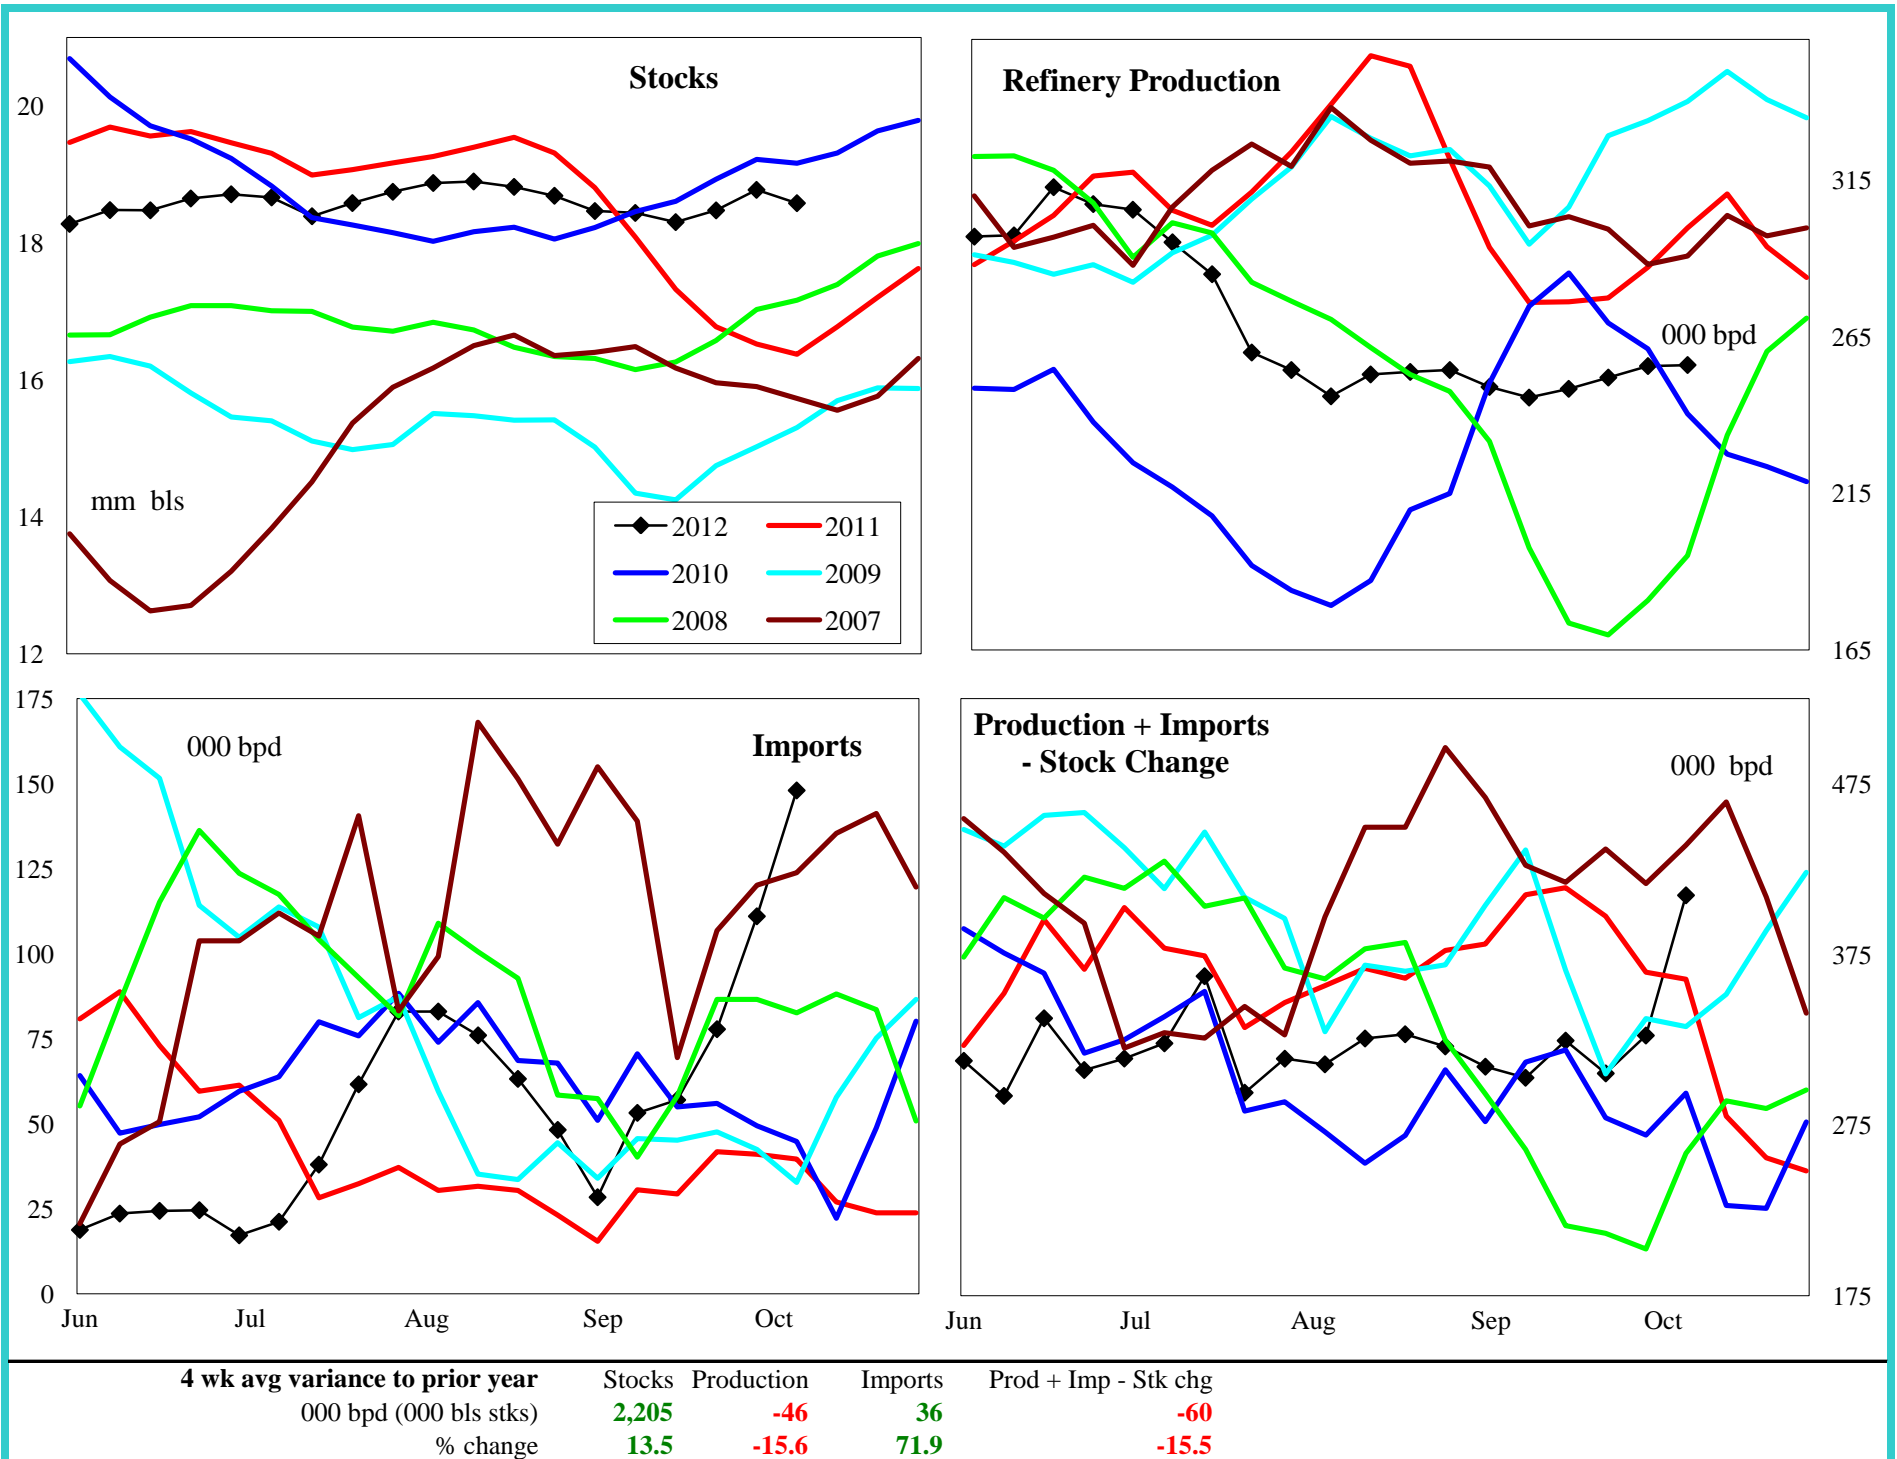 Stocks
20
18
16
14
12
mm bls
2012 2011
2010 2009
2008 2007
Refinery Production
000 bpd
315
265
215
165
175
150
125
100
75
50
25
0
000 bpd
Imports
Jun Jul Aug Sep Oct
Production + Imports
- Stock Change
000 bpd
475
375
275
175
Jun Jul Aug Sep Oct
4 wk avg variance to prior year Stocks Production Imports Prod + Imp - Stk chg
000 bpd (000 bls stks) 2,205 -46 36 -60
% change 13.5 -15.6 71.9 -15.5